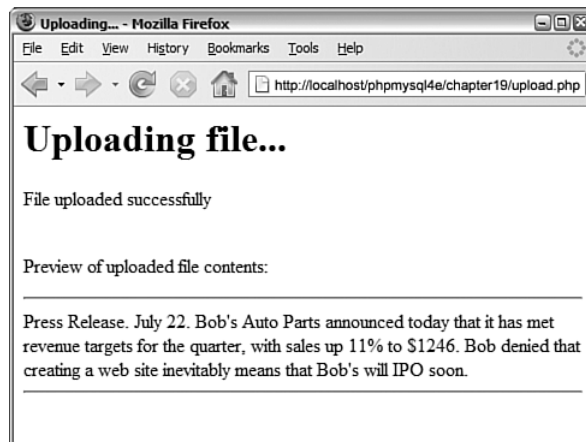 Uploading... - Mozilla Firefox
File Edit View History Bookmarks Tools Help
http://localhost/phpmysql4e/chapter19/upload.php
Uploading file...
File uploaded successfully
Preview of uploaded file contents:
Press Release. July 22. Bob's Auto Parts announced today that it has met
revenue targets for the quarter, with sales up 11% to $1246. Bob denied that
creating a web site inevitably means that Bob's will IPO soon.